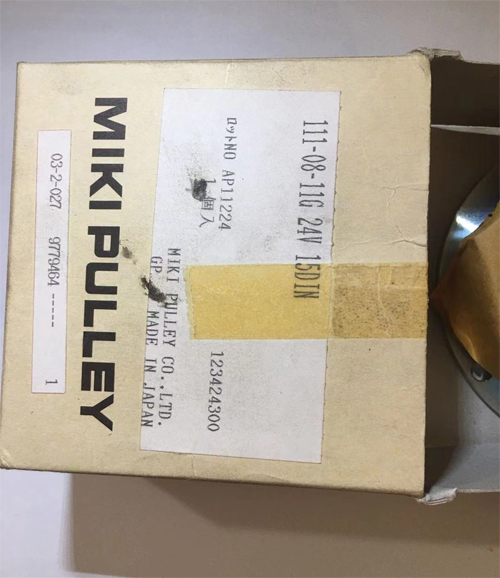 111-08-11G 24V 15DIN
ロットNO AP11224
1 個入
123424300
MIKI PULLEY CO.,LTD.
GP MADE IN JAPAN
MIKI PULLEY
03-2-027 9779464 ----- 1